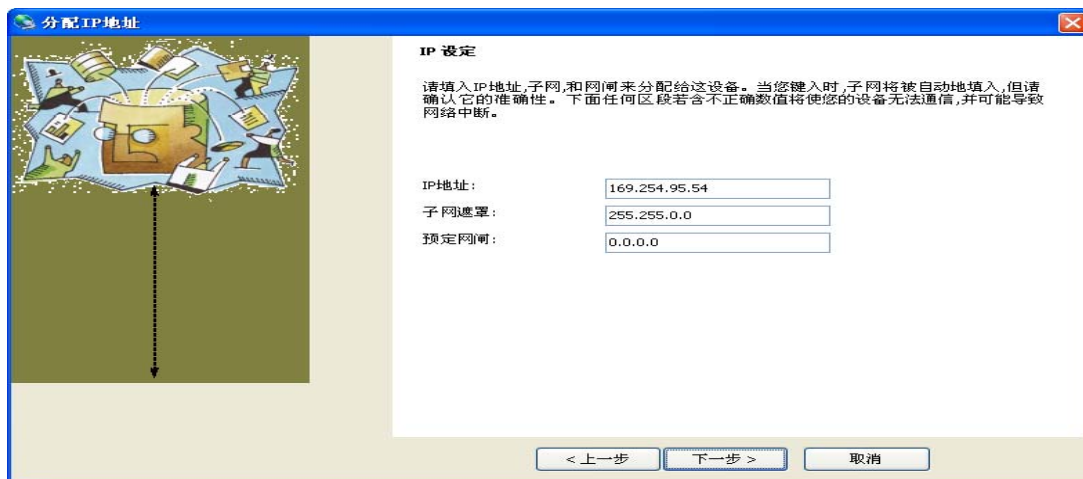 分配IP地址
IP 设定
请填入IP地址,子网,和网闸来分配给这设备。当您键入时,子网将被自动地填入,但请
确认它的准确性。下面任何区段若含不正确数值将使您的设备无法通信,并可能导致
网络中断。
IP地址:
169.254.95.54
子网遮罩:
255.255.0.0
预定网闸:
0.0.0.0
<上一步
下一步>
取消